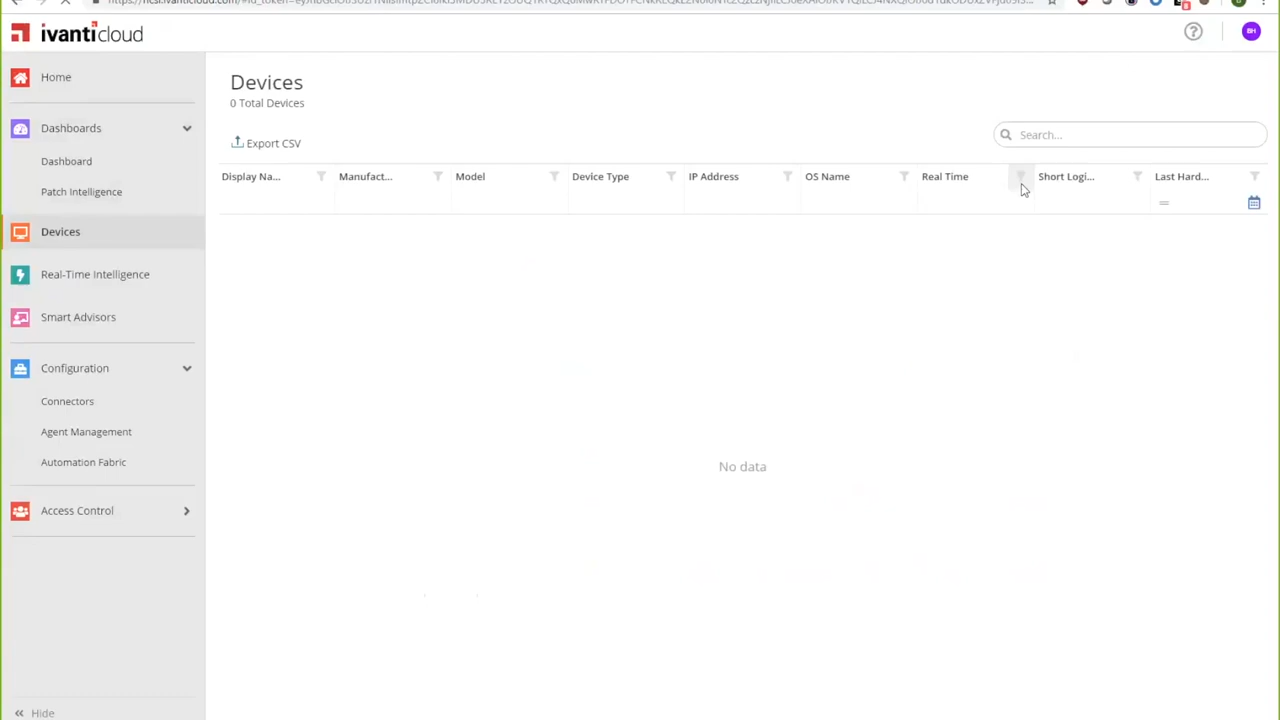 ivanticloud
BH
Home
Dashboards
Dashboard
Patch Intelligence
Devices
Real-Time Intelligence
Smart Advisors
Configuration
Connectors
Agent Management
Automation Fabric
Access Control
Hide
Devices
0 Total Devices
Export CSV
Search...
Display Na... Manufact... Model Device Type IP Address OS Name Real Time Short Logi... Last Hard...
=
No data